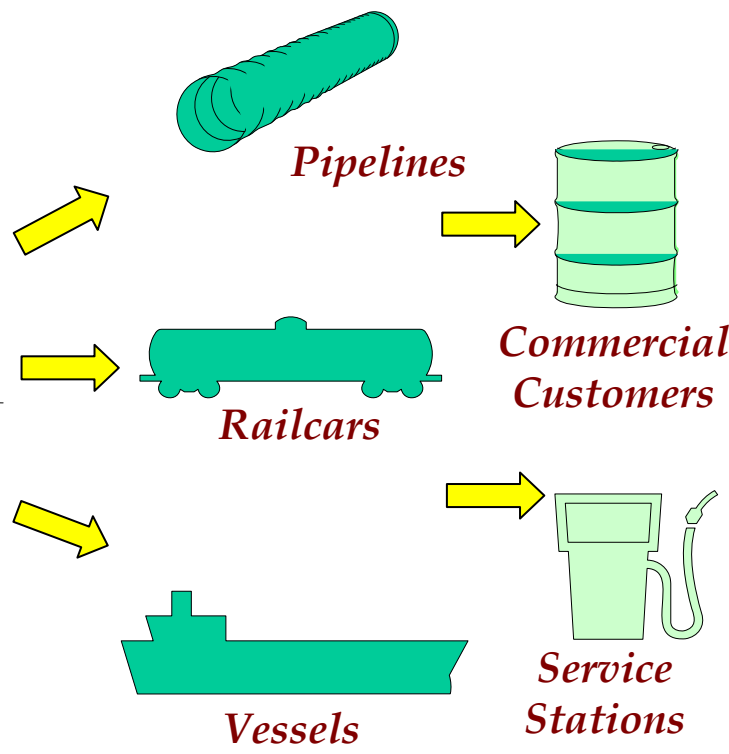 Pipelines
Commercial
Customers
Railcars
Service
Stations
Vessels